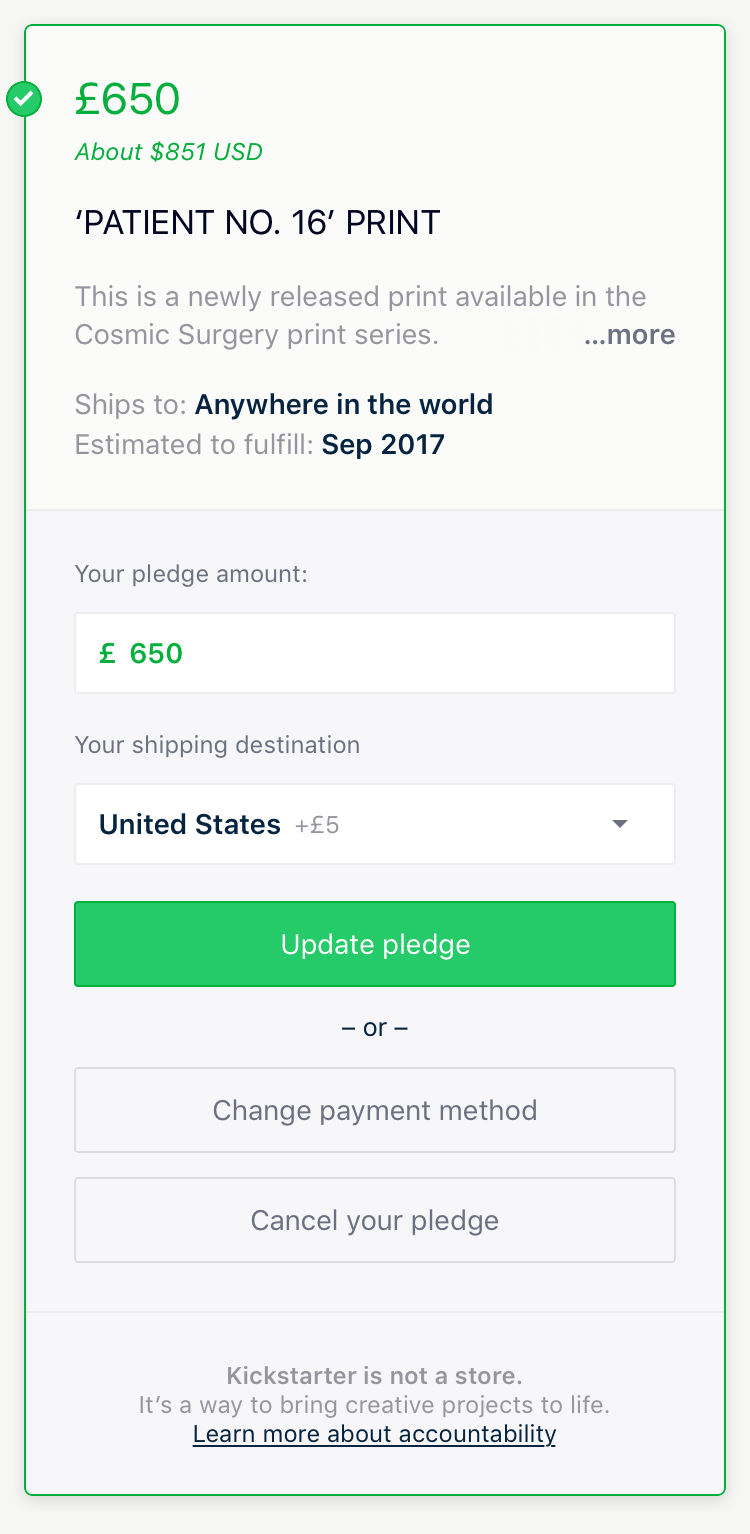 £650
About $851 USD
‘PATIENT NO. 16’ PRINT
This is a newly released print available in the
Cosmic Surgery print series. ...more
Ships to: Anywhere in the world
Estimated to fulfill: Sep 2017
Your pledge amount:
£ 650
Your shipping destination
United States +£5
Update pledge
– or –
Change payment method
Cancel your pledge
Kickstarter is not a store.
It’s a way to bring creative projects to life.
Learn more about accountability